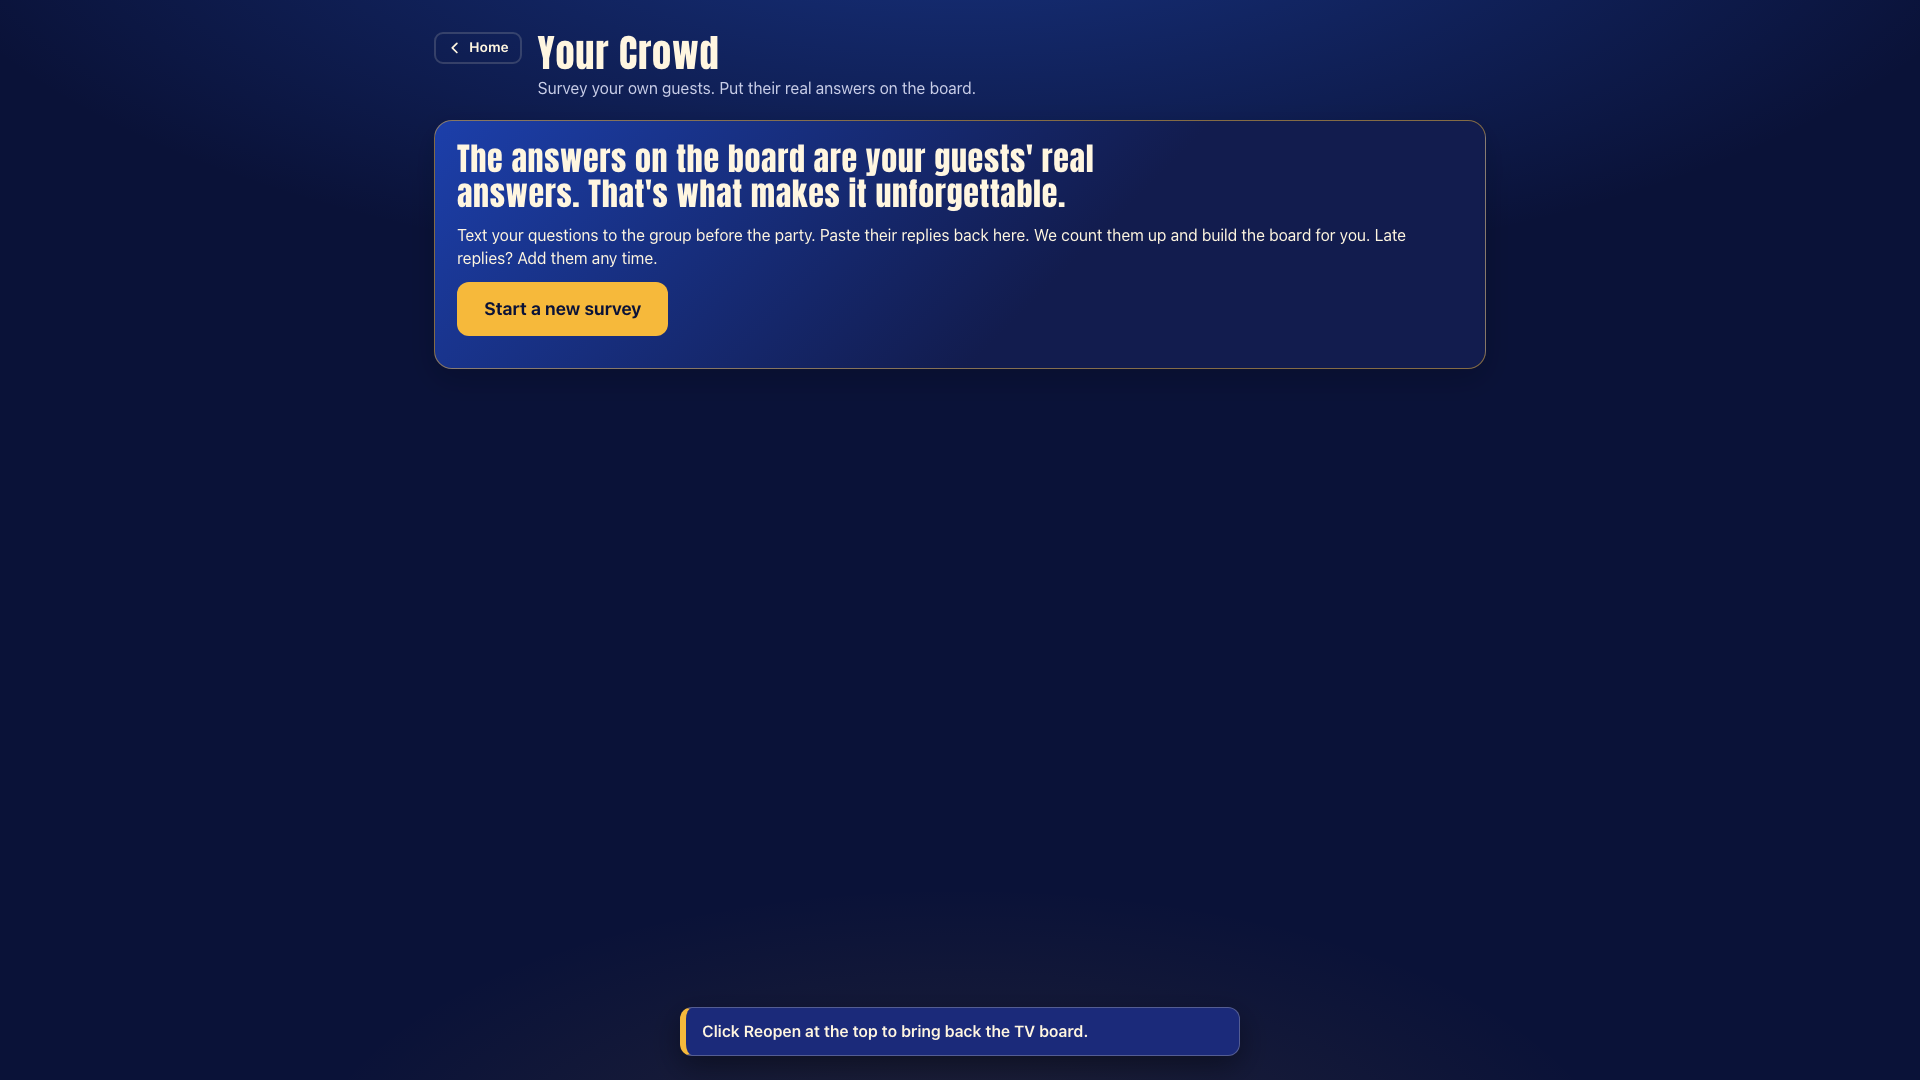 Home
Your Crowd
Survey your own guests. Put their real answers on the board.
The answers on the board are your guests' real
answers. That's what makes it unforgettable.
Text your questions to the group before the party. Paste their replies back here. We count them up and build the board for you. Late
replies? Add them any time.
Start a new survey
Click Reopen at the top to bring back the TV board.